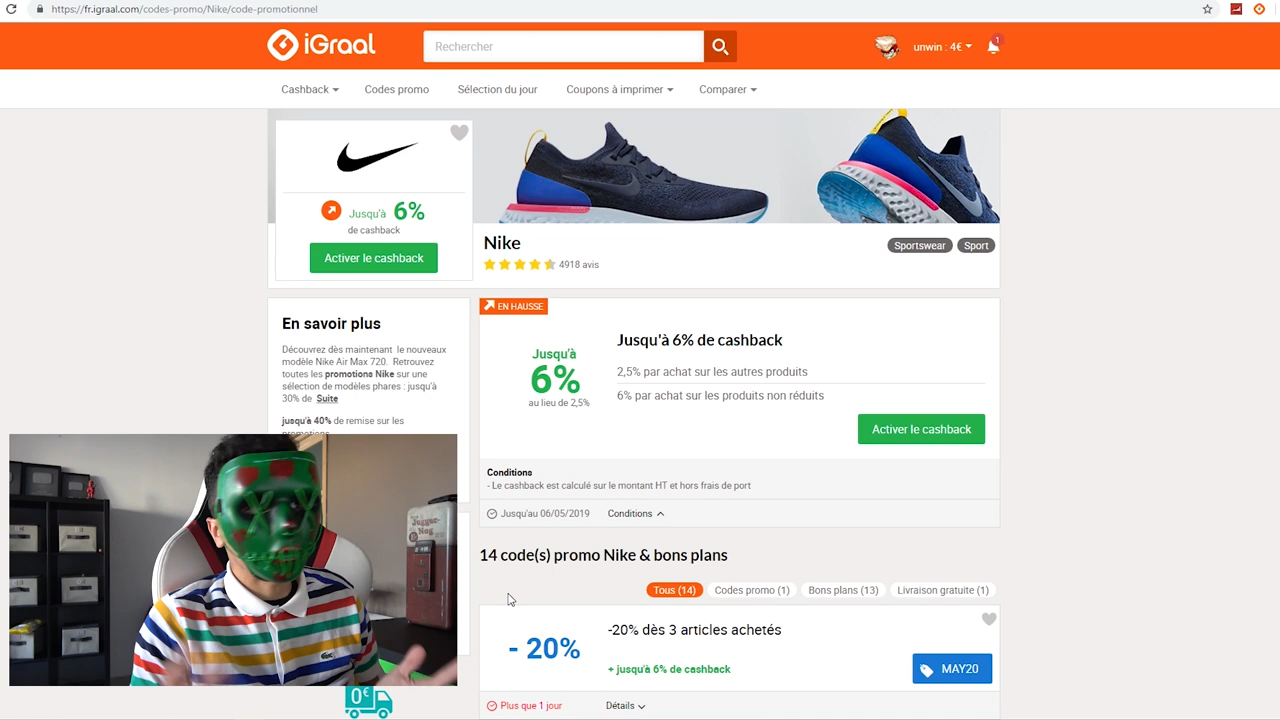 https://fr.igraal.com/codes-promo/Nike/code-promotionnel
iGraal
Rechercher
unwin : 4€
1
Cashback
Codes promo
Sélection du jour
Coupons à imprimer
Comparer
Jusqu'à 6%
de cashback
Activer le cashback
Nike
4918 avis
Sportswear
Sport
En savoir plus
Découvrez dès maintenant le nouveaux
modèle Nike Air Max 720. Retrouvez
toutes les promotions Nike sur une
sélection de modèles phares : jusqu'à
30% de Suite
jusqu'à 40% de remise sur les
promotions
EN HAUSSE
Jusqu'à
6%
au lieu de 2,5%
Jusqu'à 6% de cashback
2,5% par achat sur les autres produits
6% par achat sur les produits non réduits
Activer le cashback
Conditions
- Le cashback est calculé sur le montant HT et hors frais de port
Jusqu'au 06/05/2019
Conditions
14 code(s) promo Nike & bons plans
Tous (14)
Codes promo (1)
Bons plans (13)
Livraison gratuite (1)
- 20%
-20% dès 3 articles achetés
+ jusqu'à 6% de cashback
MAY20
Plus que 1 jour
Détails
Jugger-
Nog
0€